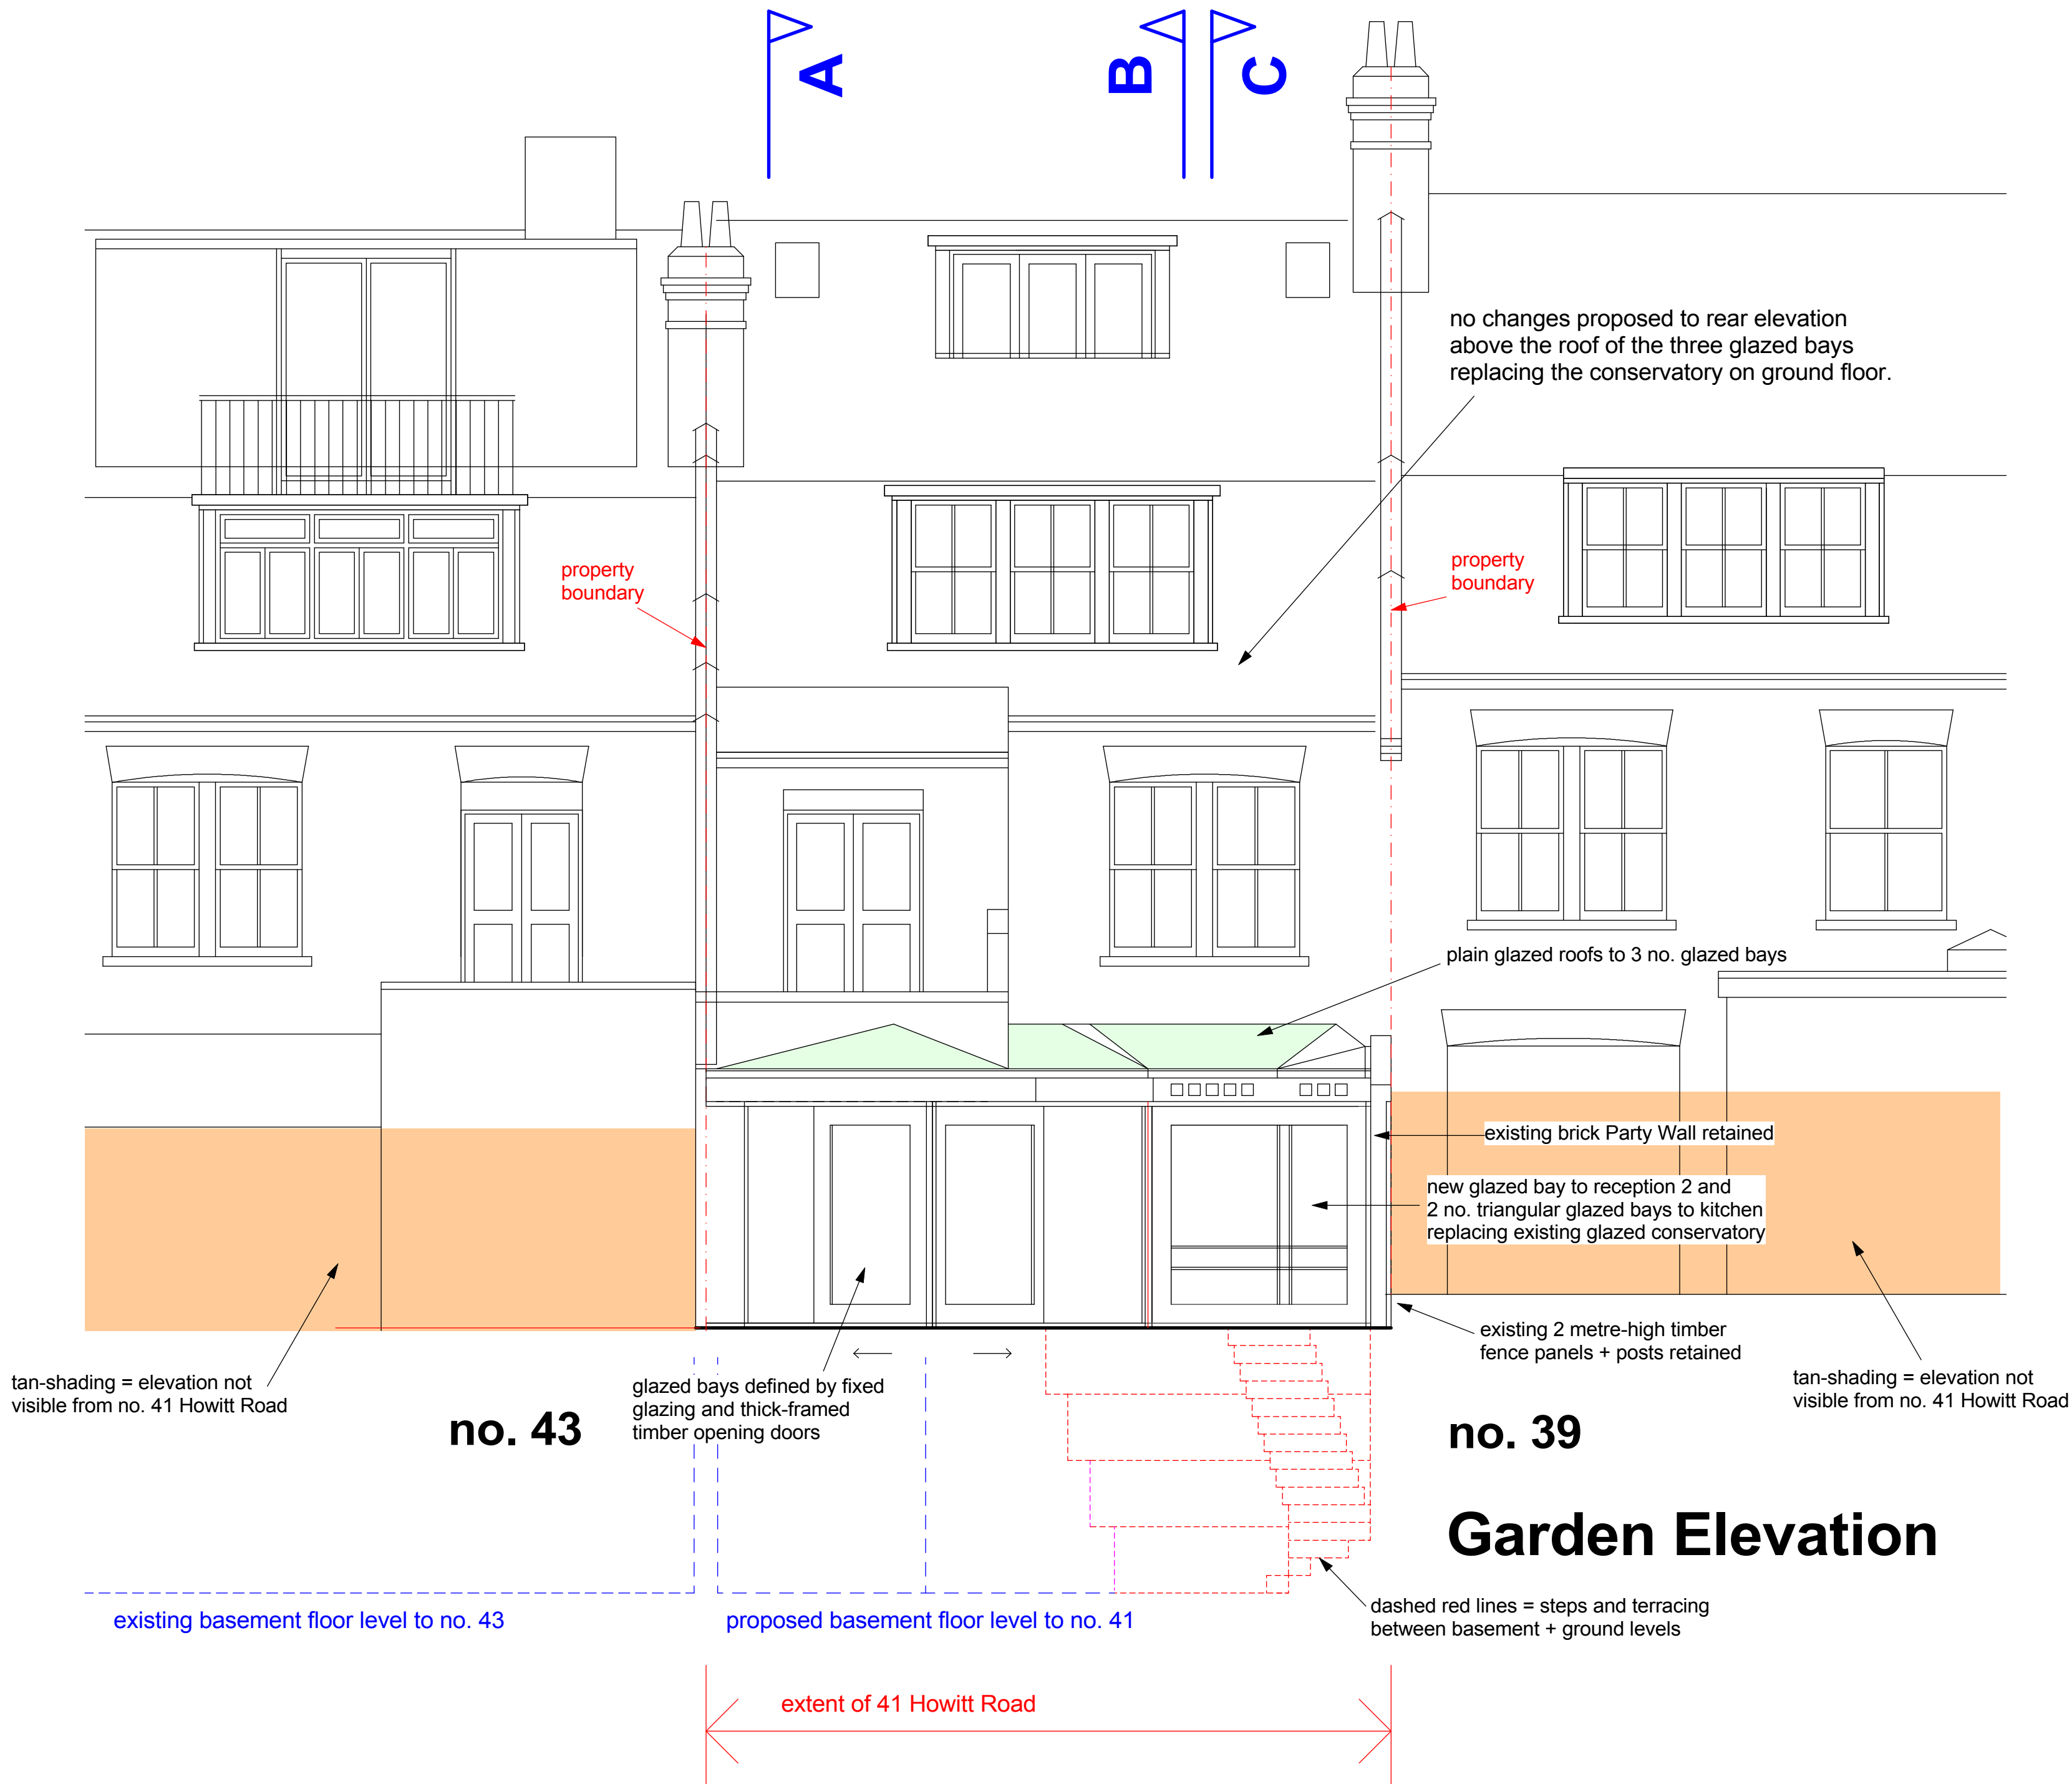 A
B
C
no changes proposed to rear elevation
above the roof of the three glazed bays
replacing the conservatory on ground floor.
property
boundary
property
boundary
plain glazed roofs to 3 no. glazed bays
existing brick Party Wall retained
new glazed bay to reception 2 and
2 no. triangular glazed bays to kitchen
replacing existing glazed conservatory
existing 2 metre-high timber
fence panels + posts retained
tan-shading = elevation not
visible from no. 41 Howitt Road
glazed bays defined by fixed
glazing and thick-framed
timber opening doors
tan-shading = elevation not
visible from no. 41 Howitt Road
no. 43
no. 39
Garden Elevation
existing basement floor level to no. 43
proposed basement floor level to no. 41
dashed red lines = steps and terracing
between basement + ground levels
extent of 41 Howitt Road